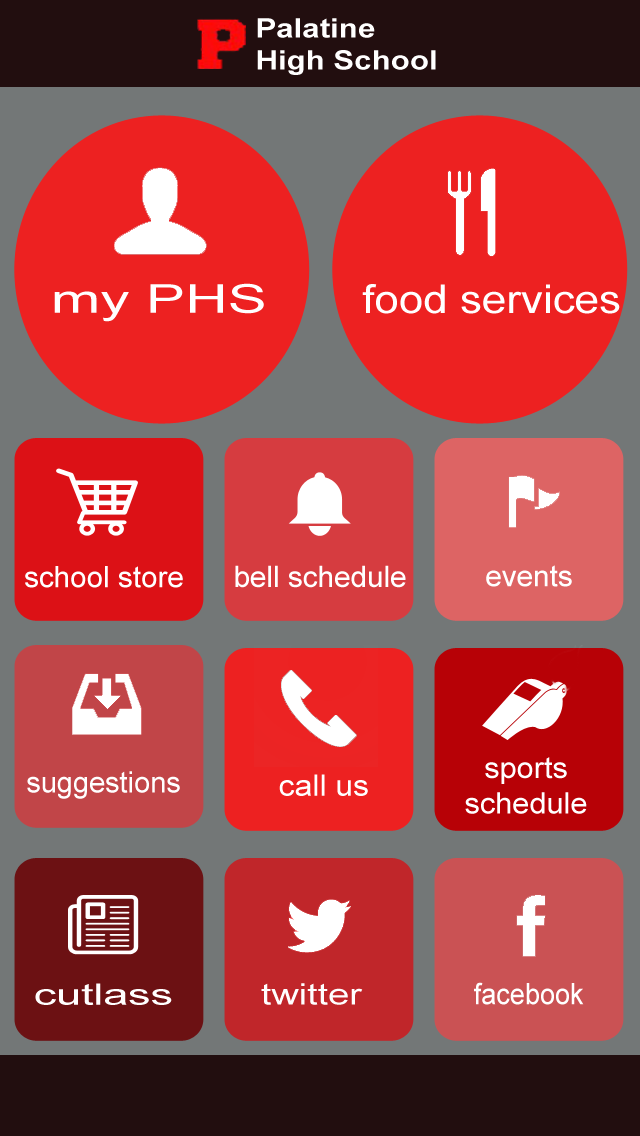 P Palatine
High School
my PHS
food services
school store
bell schedule
events
suggestions
call us
sports
schedule
cutlass
twitter
facebook